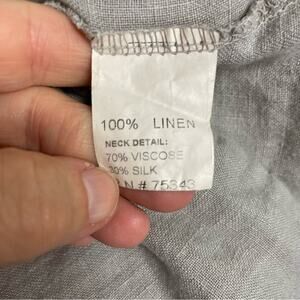 100% LINEN
NECK DETAIL:
70% VISCOSE
30% SILK
N # 75343